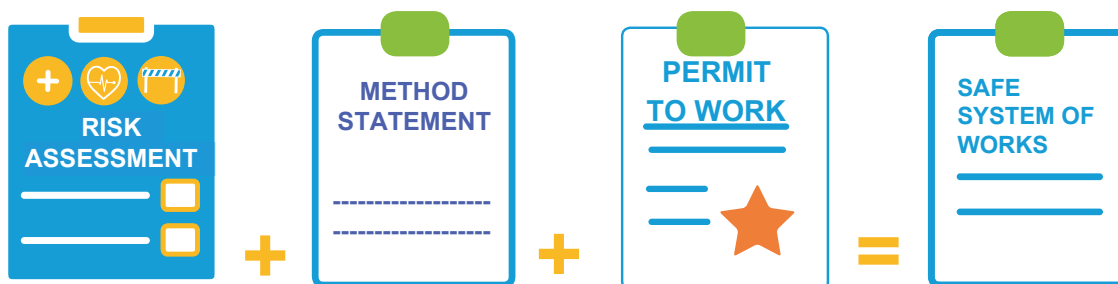 RISK
ASSESSMENT
+
METHOD
STATEMENT
+
PERMIT
TO WORK
=
SAFE
SYSTEM OF
WORKS